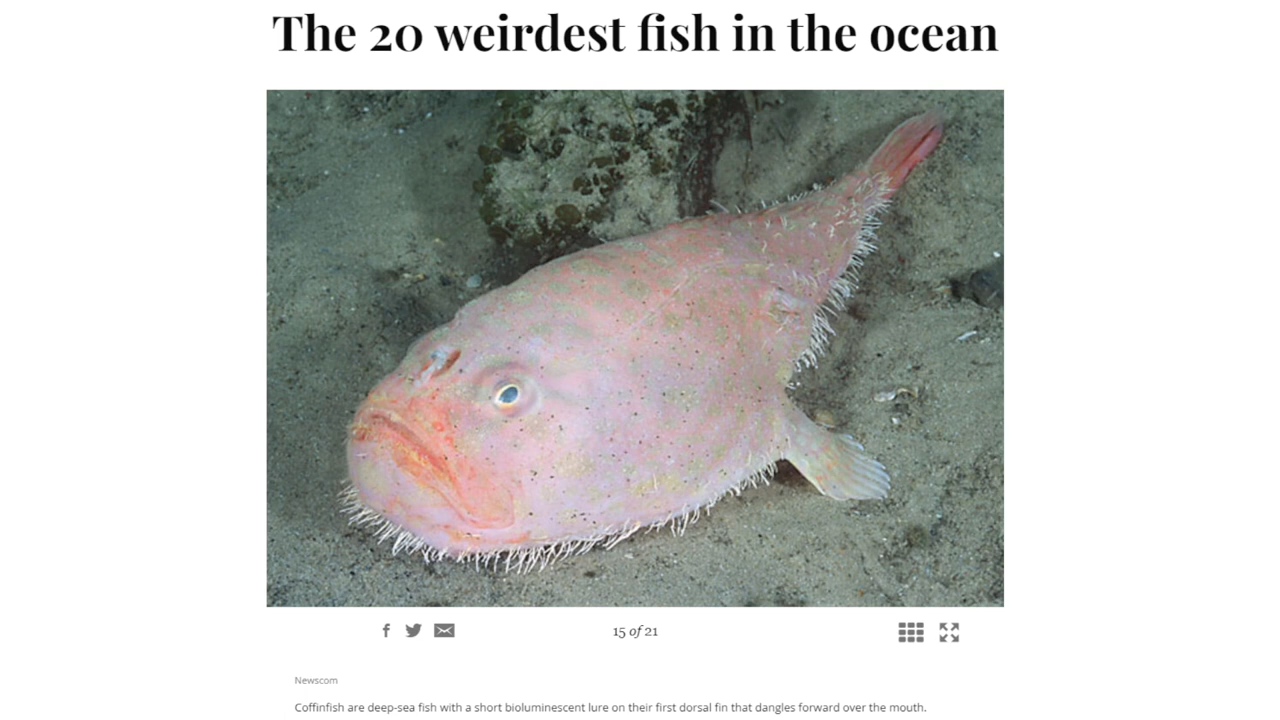 The 20 weirdest fish in the ocean
15 of 21
Newscom
Coffinfish are deep-sea fish with a short bioluminescent lure on their first dorsal fin that dangles forward over the mouth.